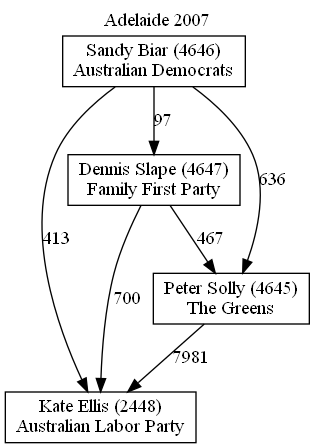 Adelaide 2007
Sandy Biar (4646)
Australian Democrats
97
Dennis Slape (4647)
Family First Party
636
413
467
700
Peter Solly (4645)
The Greens
7981
Kate Ellis (2448)
Australian Labor Party